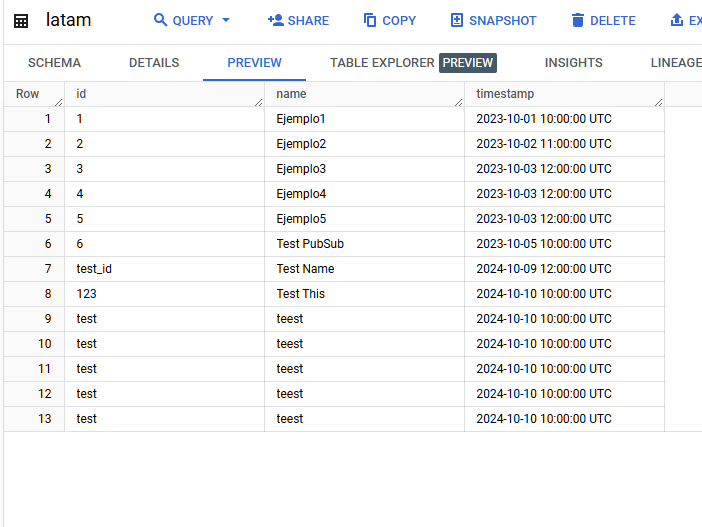 latam QUERY SHARE COPY SNAPSHOT DELETE EX
SCHEMA DETAILS PREVIEW TABLE EXPLORER PREVIEW INSIGHTS LINEAGE
Row id name timestamp
1 1 Ejemplo1 2023-10-01 10:00:00 UTC
2 2 Ejemplo2 2023-10-02 11:00:00 UTC
3 3 Ejemplo3 2023-10-03 12:00:00 UTC
4 4 Ejemplo4 2023-10-03 12:00:00 UTC
5 5 Ejemplo5 2023-10-03 12:00:00 UTC
6 6 Test PubSub 2023-10-05 10:00:00 UTC
7 test_id Test Name 2024-10-09 12:00:00 UTC
8 123 Test This 2024-10-10 10:00:00 UTC
9 test teest 2024-10-10 10:00:00 UTC
10 test teest 2024-10-10 10:00:00 UTC
11 test teest 2024-10-10 10:00:00 UTC
12 test teest 2024-10-10 10:00:00 UTC
13 test teest 2024-10-10 10:00:00 UTC